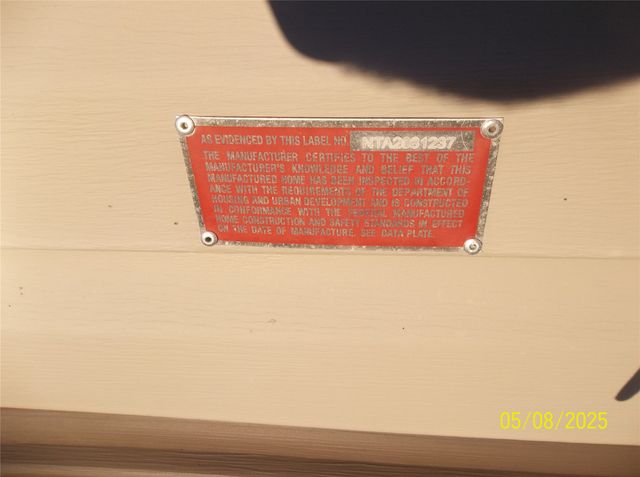 AS EVIDENCED BY THIS LABEL NO. NTA2051237
THE MANUFACTURER CERTIFIES TO THE BEST OF THE
MANUFACTURER'S KNOWLEDGE AND BELIEF THAT THIS
MANUFACTURED HOME HAS BEEN INSPECTED IN ACCORD-
ANCE WITH THE REQUIREMENTS OF THE DEPARTMENT OF
HOUSING AND URBAN DEVELOPMENT AND IS CONSTRUCTED
IN CONFORMANCE WITH THE FEDERAL MANUFACTURED
HOME CONSTRUCTION AND SAFETY STANDARDS IN EFFECT
ON THE DATE OF MANUFACTURE. SEE DATA PLATE.
05/08/2025